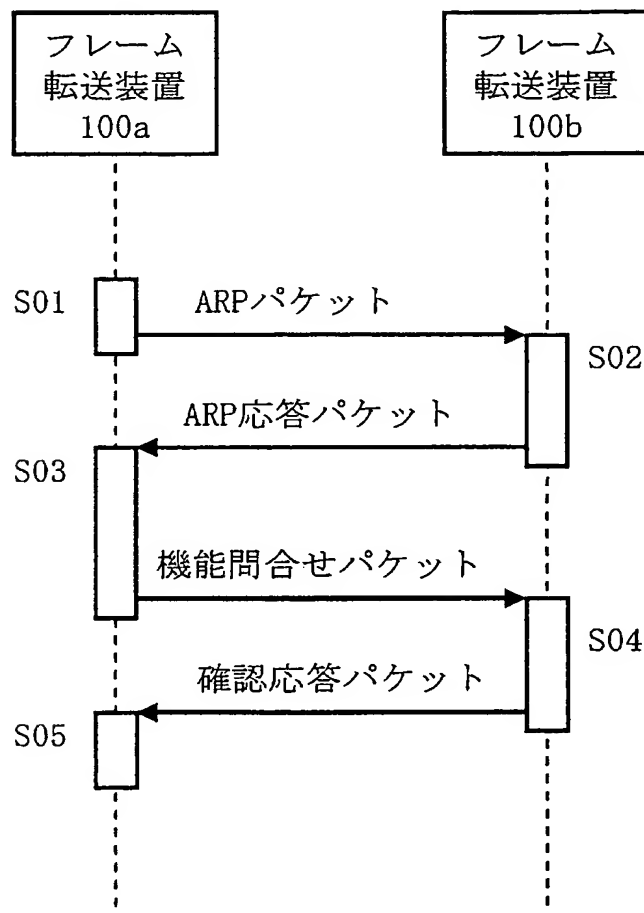 フレーム
転送装置
100a
フレーム
転送装置
100b
S01
ARPパケット
S02
ARP応答パケット
S03
機能問合せパケット
S04
確認応答パケット
S05